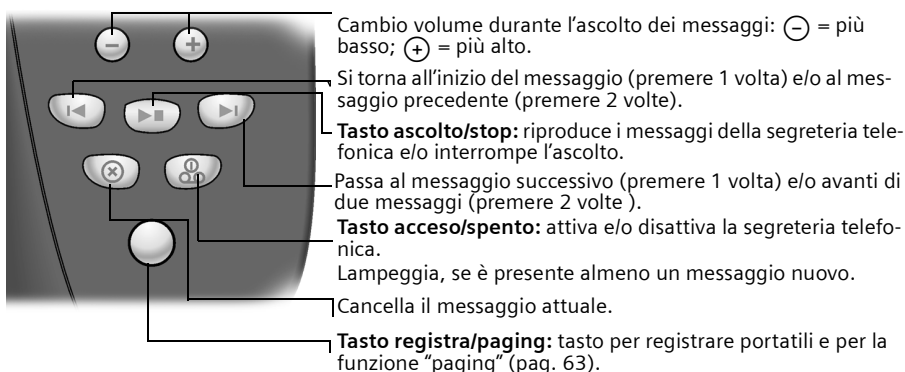 Cambio volume durante l'ascolto dei messaggi: − = più
basso; + = più alto.
Si torna all'inizio del messaggio (premere 1 volta) e/o al mes-
saggio precedente (premere 2 volte).
Tasto ascolto/stop: riproduce i messaggi della segreteria tele-
fonica e/o interrompe l'ascolto.
Passa al messaggio successivo (premere 1 volta) e/o avanti di
due messaggi (premere 2 volte ).
Tasto acceso/spento: attiva e/o disattiva la segreteria telefo-
nica.
Lampeggia, se è presente almeno un messaggio nuovo.
Cancella il messaggio attuale.
Tasto registra/paging: tasto per registrare portatili e per la
funzione “paging” (pag. 63).